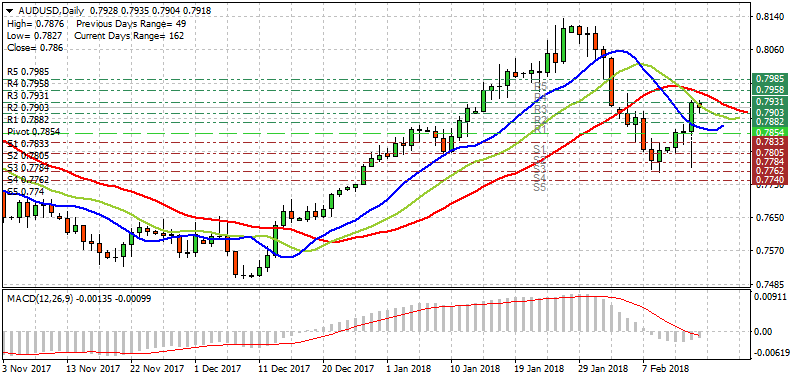 AUDUSD,Daily 0.7928 0.7935 0.7904 0.7918
High= 0.7876 Previous Days Range= 49
Low= 0.7827 Current Days Range= 162
Close= 0.786
R5 0.7985
R4 0.7958
R3 0.7931
R2 0.7903
R1 0.7882
Pivot 0.7854
S1 0.7833
S2 0.7805
S3 0.7784
S4 0.7762
S5 0.774
R5
R3
R1
S1
S3
S5
0.8140
0.8060
0.7985
0.7958
0.7931
0.7903
0.7882
0.7854
0.7833
0.7805
0.7784
0.7762
0.7740
0.7650
0.7570
0.7485
MACD(12,26,9) -0.00135 -0.00099
0.00911
0.00
-0.00619
3 Nov 2017 13 Nov 2017 22 Nov 2017 1 Dec 2017 11 Dec 2017 20 Dec 2017 1 Jan 2018 10 Jan 2018 19 Jan 2018 29 Jan 2018 7 Feb 2018